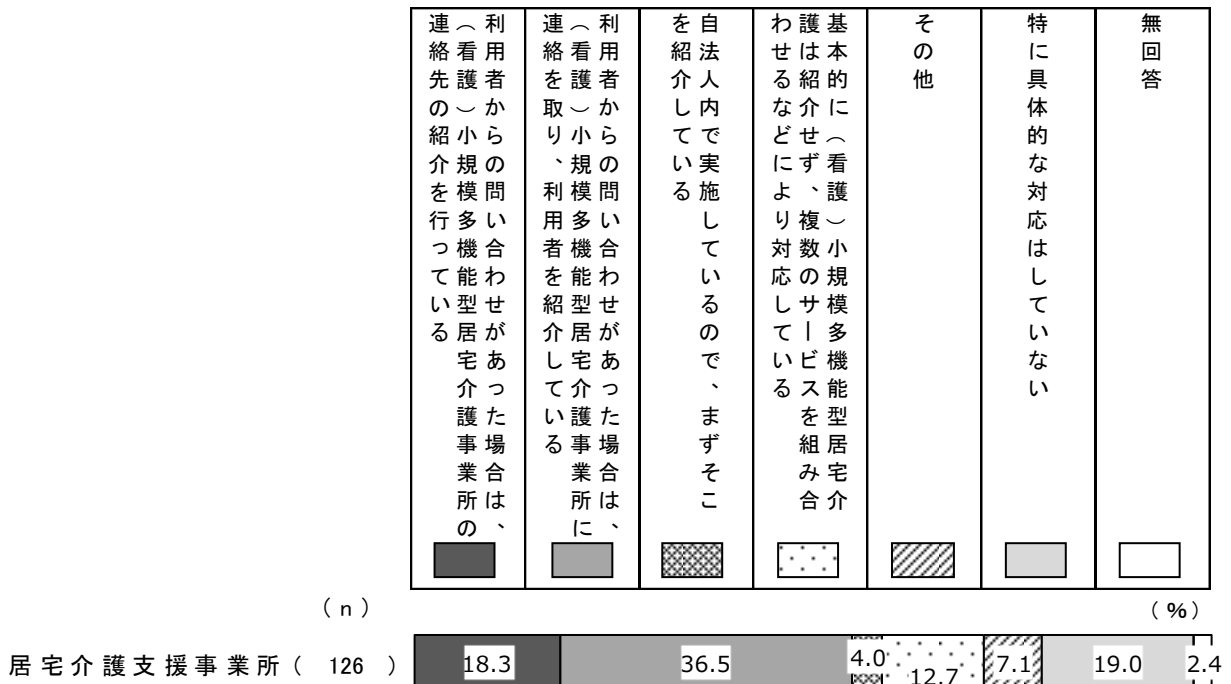 利用者からの問い合わせがあった場合は、
（看護）小規模多機能型居宅介護事業所の
連絡先の紹介を行っている
利用者からの問い合わせがあった場合は、
（看護）小規模多機能型居宅介護事業所に
連絡を取り、利用者を紹介している
自法人内で実施しているので、まずそこ
を紹介している
基本的に（看護）小規模多機能型居宅介
護は紹介せず、複数のサービスを組み合
わせるなどにより対応している
その他
特に具体的な対応はしていない
無回答
（ｎ） （％）
居宅介護支援事業所（ 126 ） 18.3 36.5 4.0 12.7 7.1 19.0 2.4